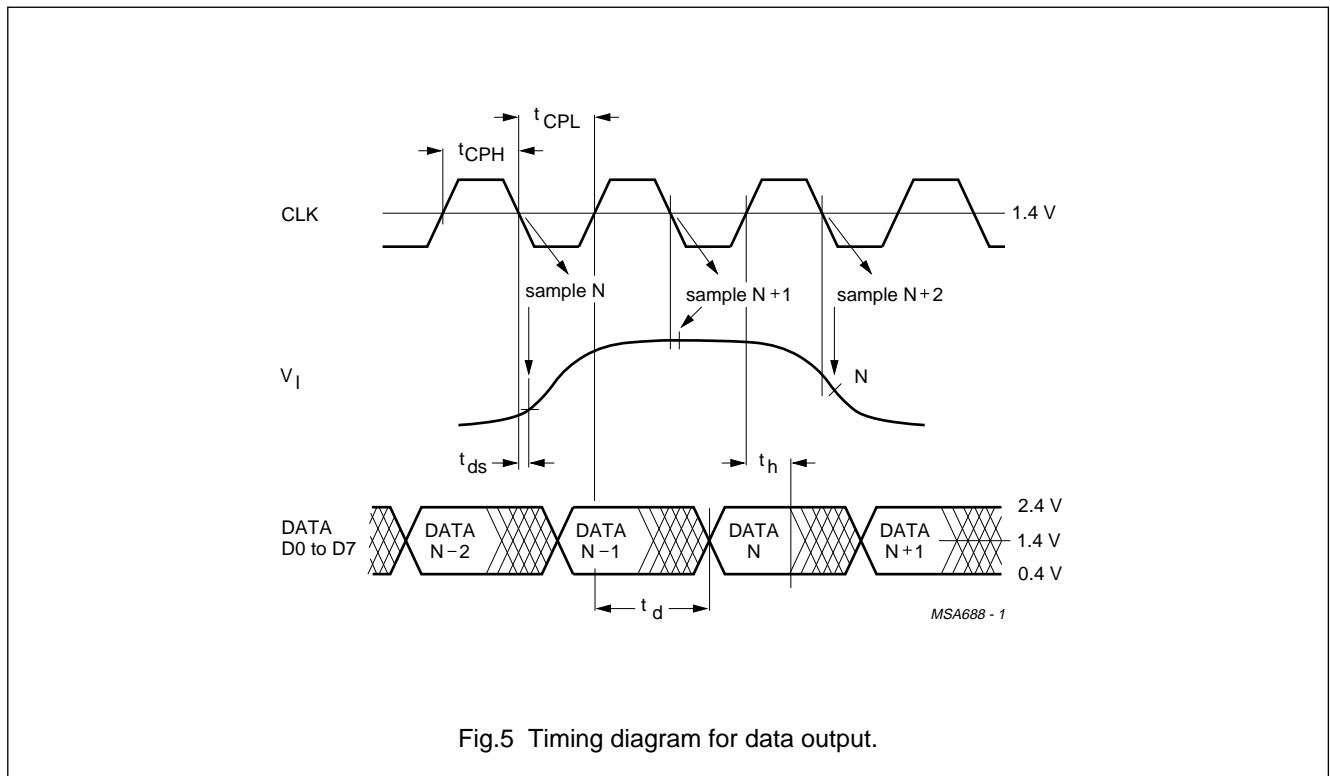 t CPL
tCPH
CLK
1.4 V
sample N
sample N+1
sample N+2
VI
N
tds
th
DATA
D0 to D7
DATA
N−2
DATA
N−1
DATA
N
DATA
N+1
2.4 V
1.4 V
0.4 V
t d
MSA688 - 1
Fig.5 Timing diagram for data output.